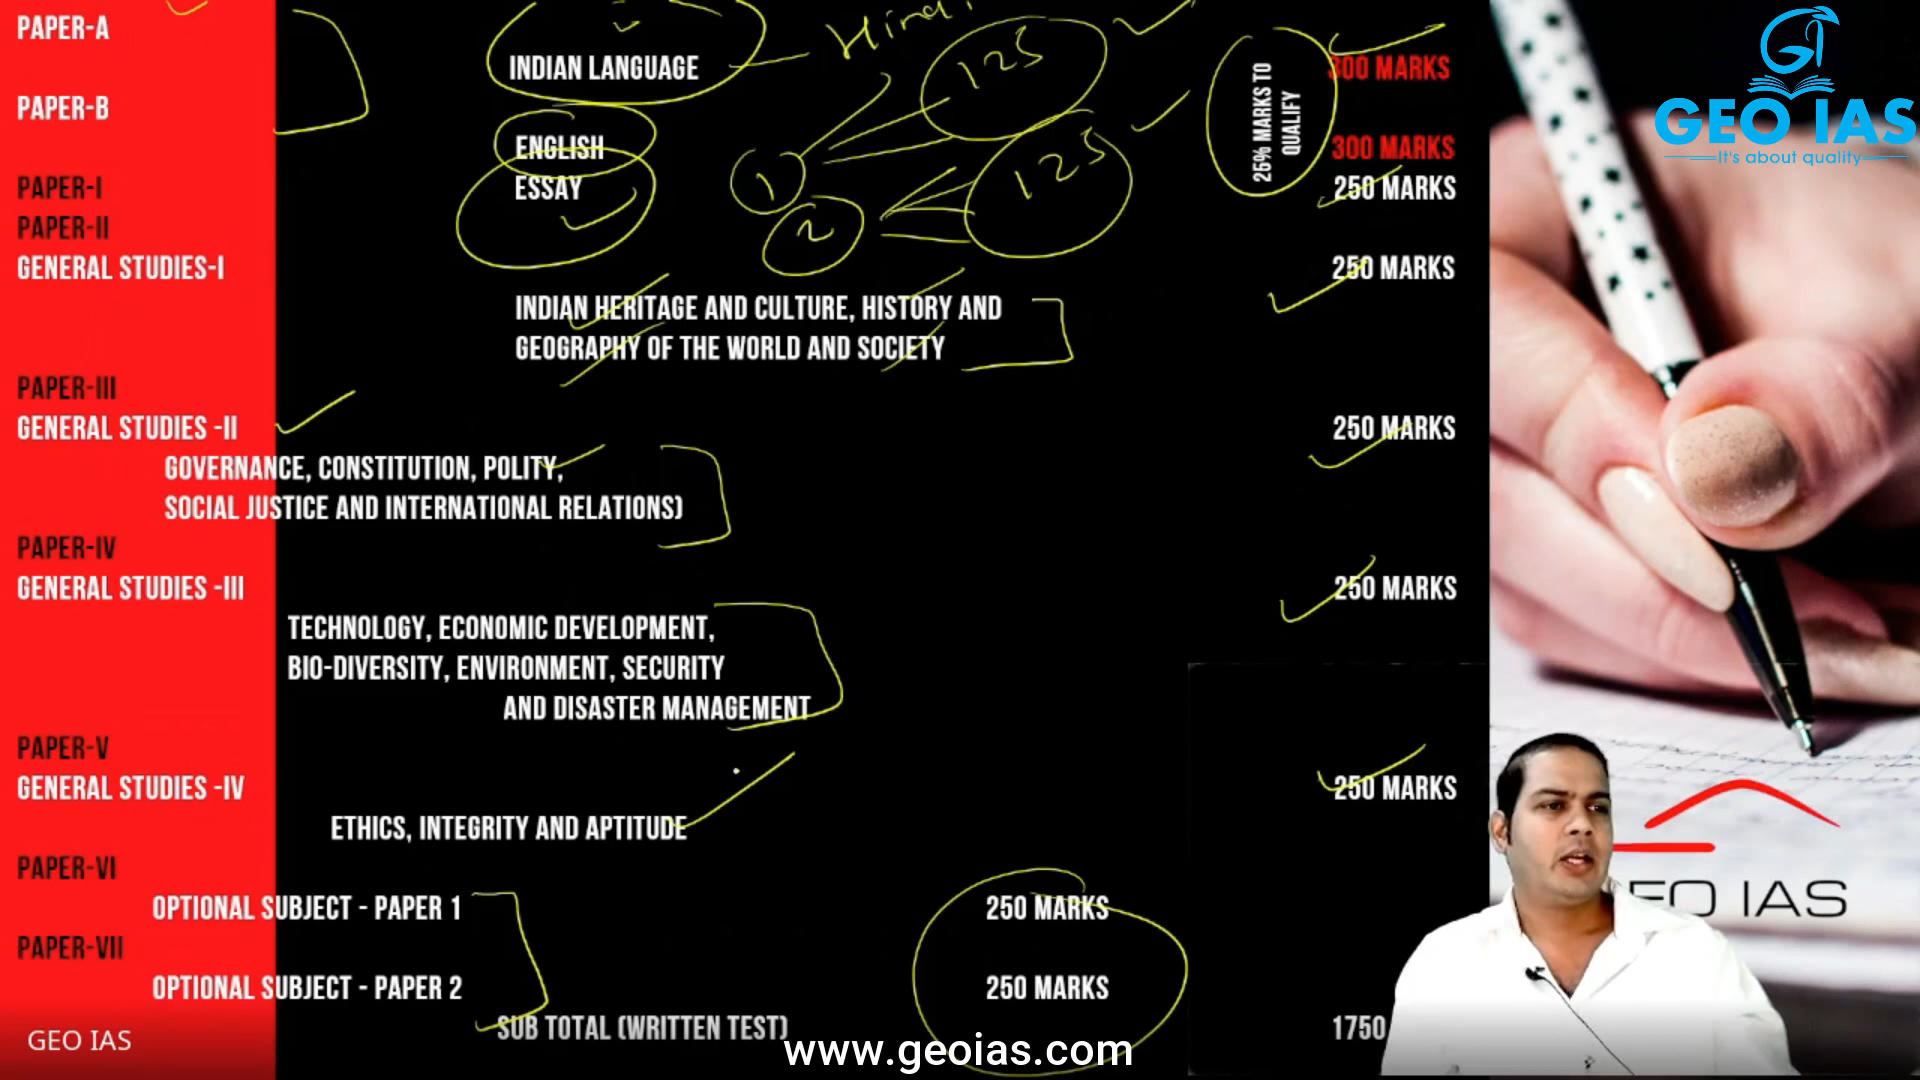 PAPER-A
Hindi
INDIAN LANGUAGE
300 MARKS
PAPER-B
25% MARKS TO
QUALIFY
125
ENGLISH
300 MARKS
PAPER-I
ESSAY
1
125
250 MARKS
PAPER-II
2
GENERAL STUDIES-I
250 MARKS
INDIAN HERITAGE AND CULTURE, HISTORY AND
GEOGRAPHY OF THE WORLD AND SOCIETY
PAPER-III
GENERAL STUDIES -II
250 MARKS
GOVERNANCE, CONSTITUTION, POLITY,
SOCIAL JUSTICE AND INTERNATIONAL RELATIONS)
PAPER-IV
GENERAL STUDIES -III
250 MARKS
TECHNOLOGY, ECONOMIC DEVELOPMENT,
BIO-DIVERSITY, ENVIRONMENT, SECURITY
AND DISASTER MANAGEMENT
PAPER-V
GENERAL STUDIES -IV
250 MARKS
ETHICS, INTEGRITY AND APTITUDE
PAPER-VI
OPTIONAL SUBJECT - PAPER 1
250 MARKS
PAPER-VII
OPTIONAL SUBJECT - PAPER 2
250 MARKS
SUB TOTAL (WRITTEN TEST)
1750
GEO IAS
www.geoias.com
GEO IAS
It's about quality
EO IAS